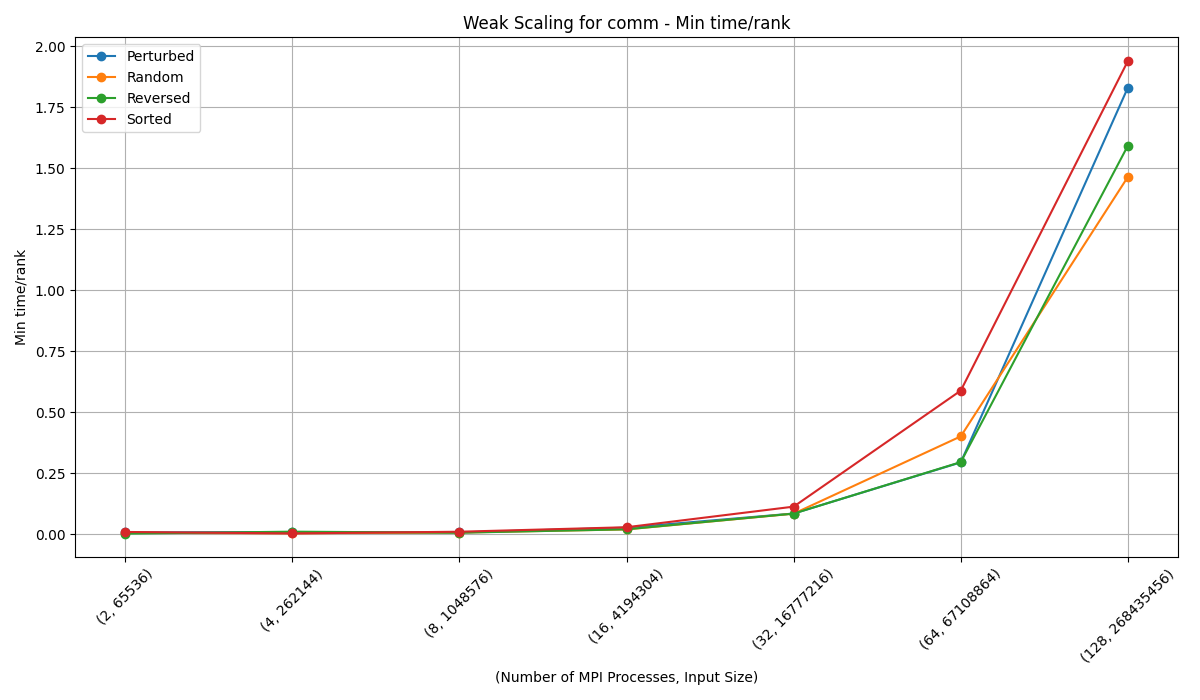 Weak Scaling for comm - Min time/rank
Perturbed
Random
Reversed
Sorted
Min time/rank
2.00
1.75
1.50
1.25
1.00
0.75
0.50
0.25
0.00
(2, 65536)
(4, 262144)
(8, 1048576)
(16, 4194304)
(32, 16777216)
(64, 67108864)
(128, 268435456)
(Number of MPI Processes, Input Size)